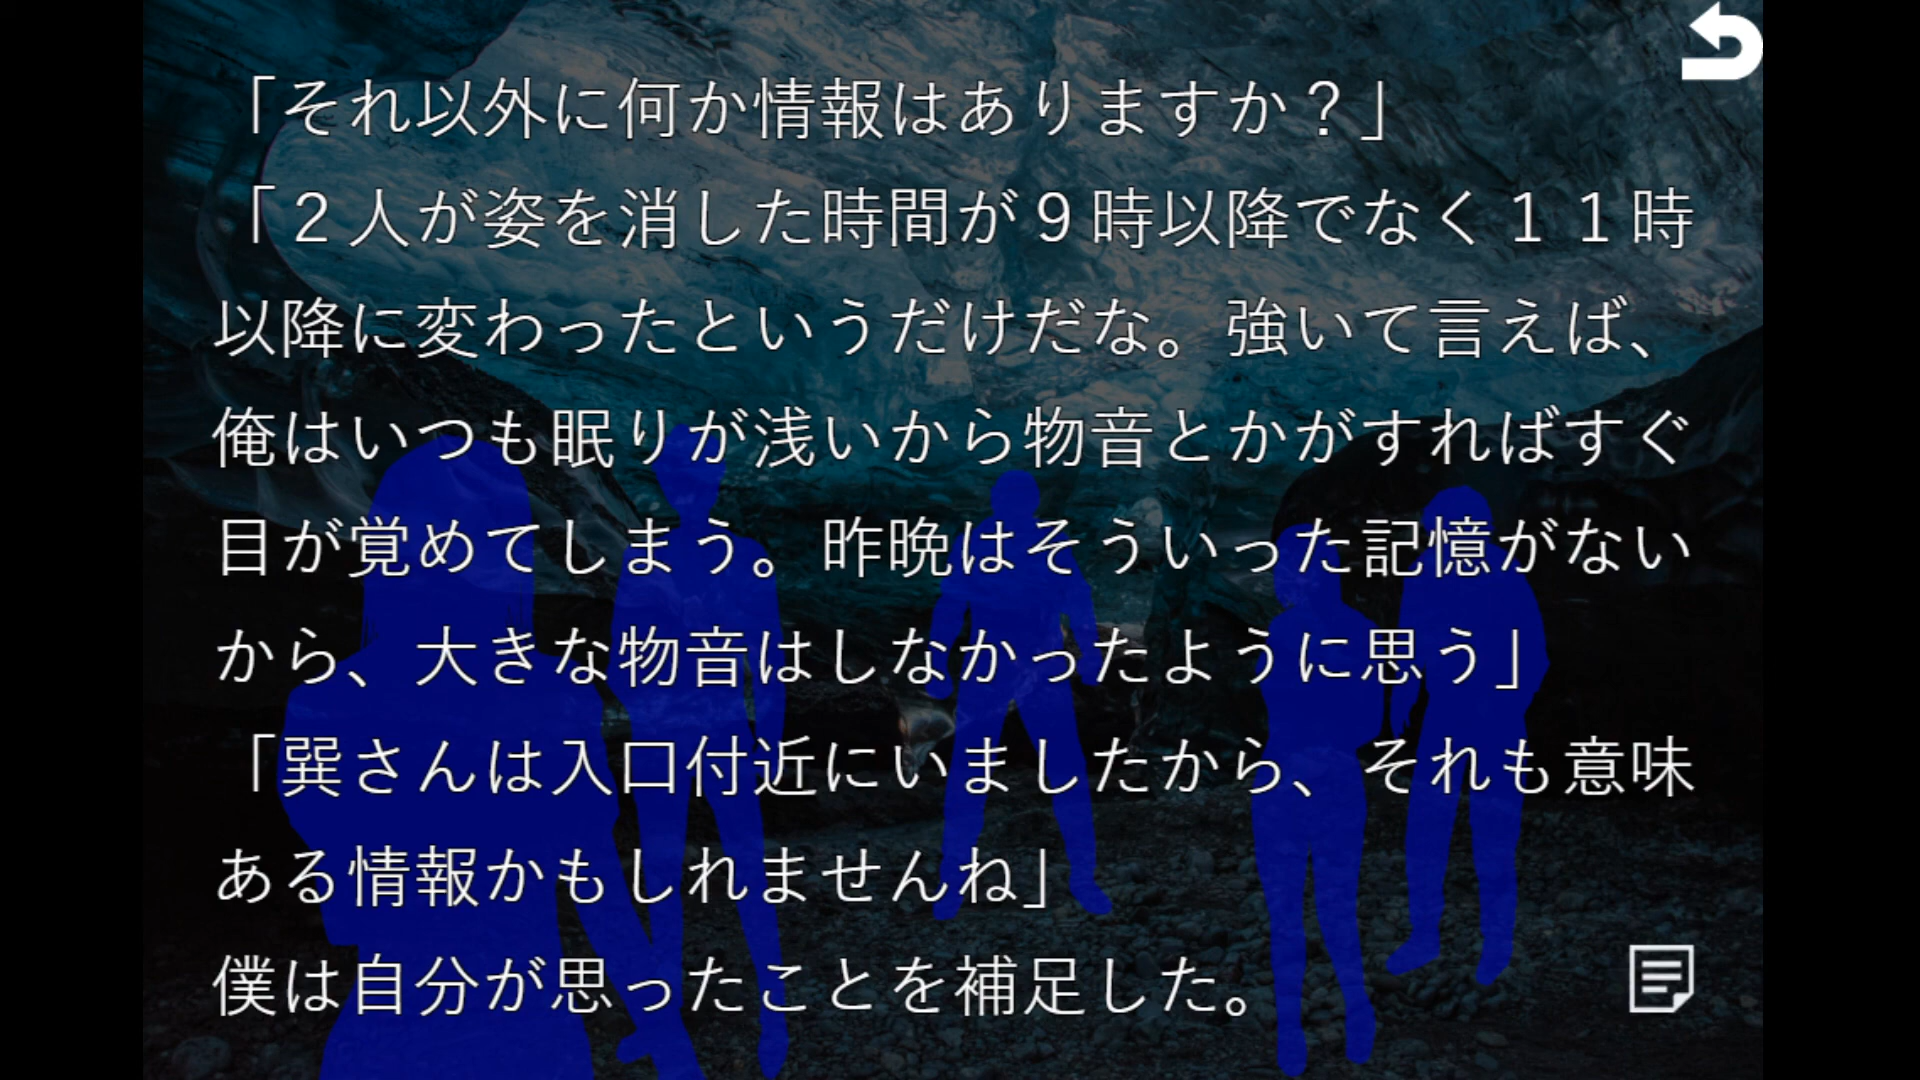 「それ以外に何か情報はありますか？」
「２人が姿を消した時間が９時以降でなく１１時
以降に変わったというだけだな。強いて言えば、
俺はいつも眠りが浅いから物音とかがすればすぐ
目が覚めてしまう。昨晩はそういった記憶がない
から、大きな物音はしなかったように思う」
「巽さんは入口付近にいましたから、それも意味
ある情報かもしれませんね」
僕は自分が思ったことを補足した。